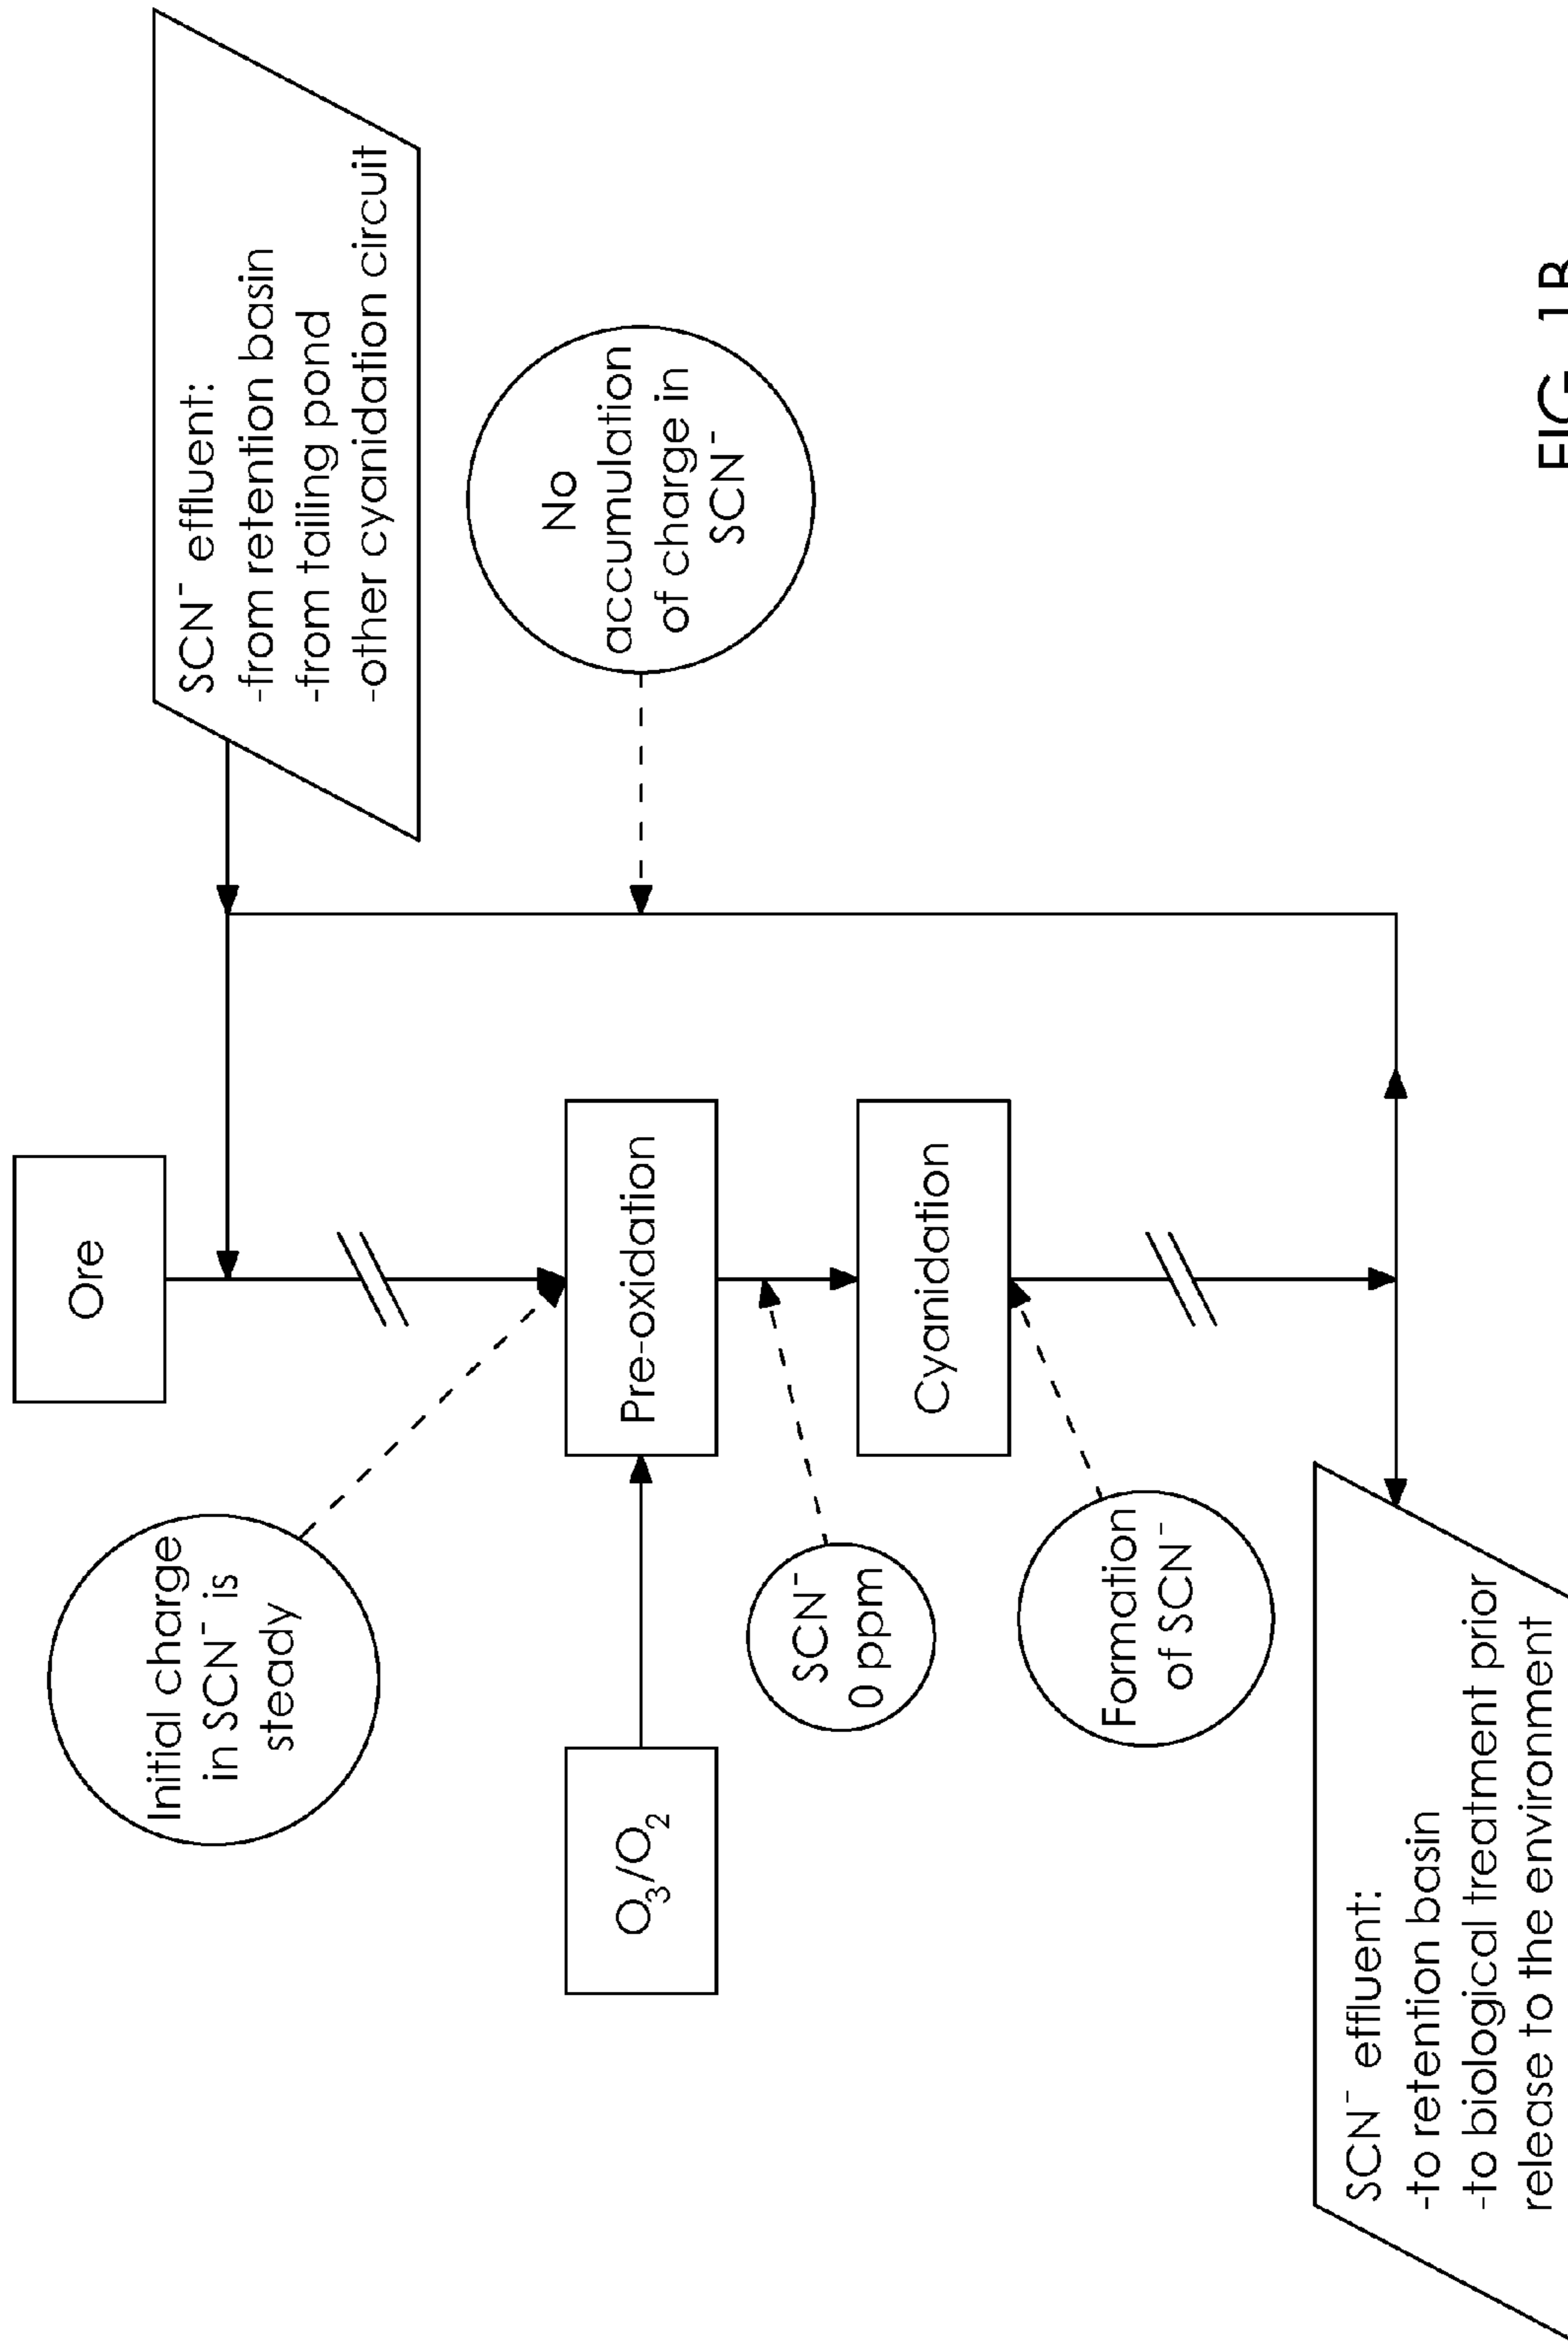 Ore
SCN⁻ effluent:
-from retention basin
-from tailing pond
-other cyanidation circuit
Initial charge
in SCN⁻ is
steady
No
accumulation
of charge in
SCN⁻
O₃/O₂
Pre-oxidation
SCN⁻
0 ppm
Cyanidation
Formation
of SCN⁻
SCN⁻ effluent:
-to retention basin
-to biological treatment prior
release to the environment
FIG. 1B